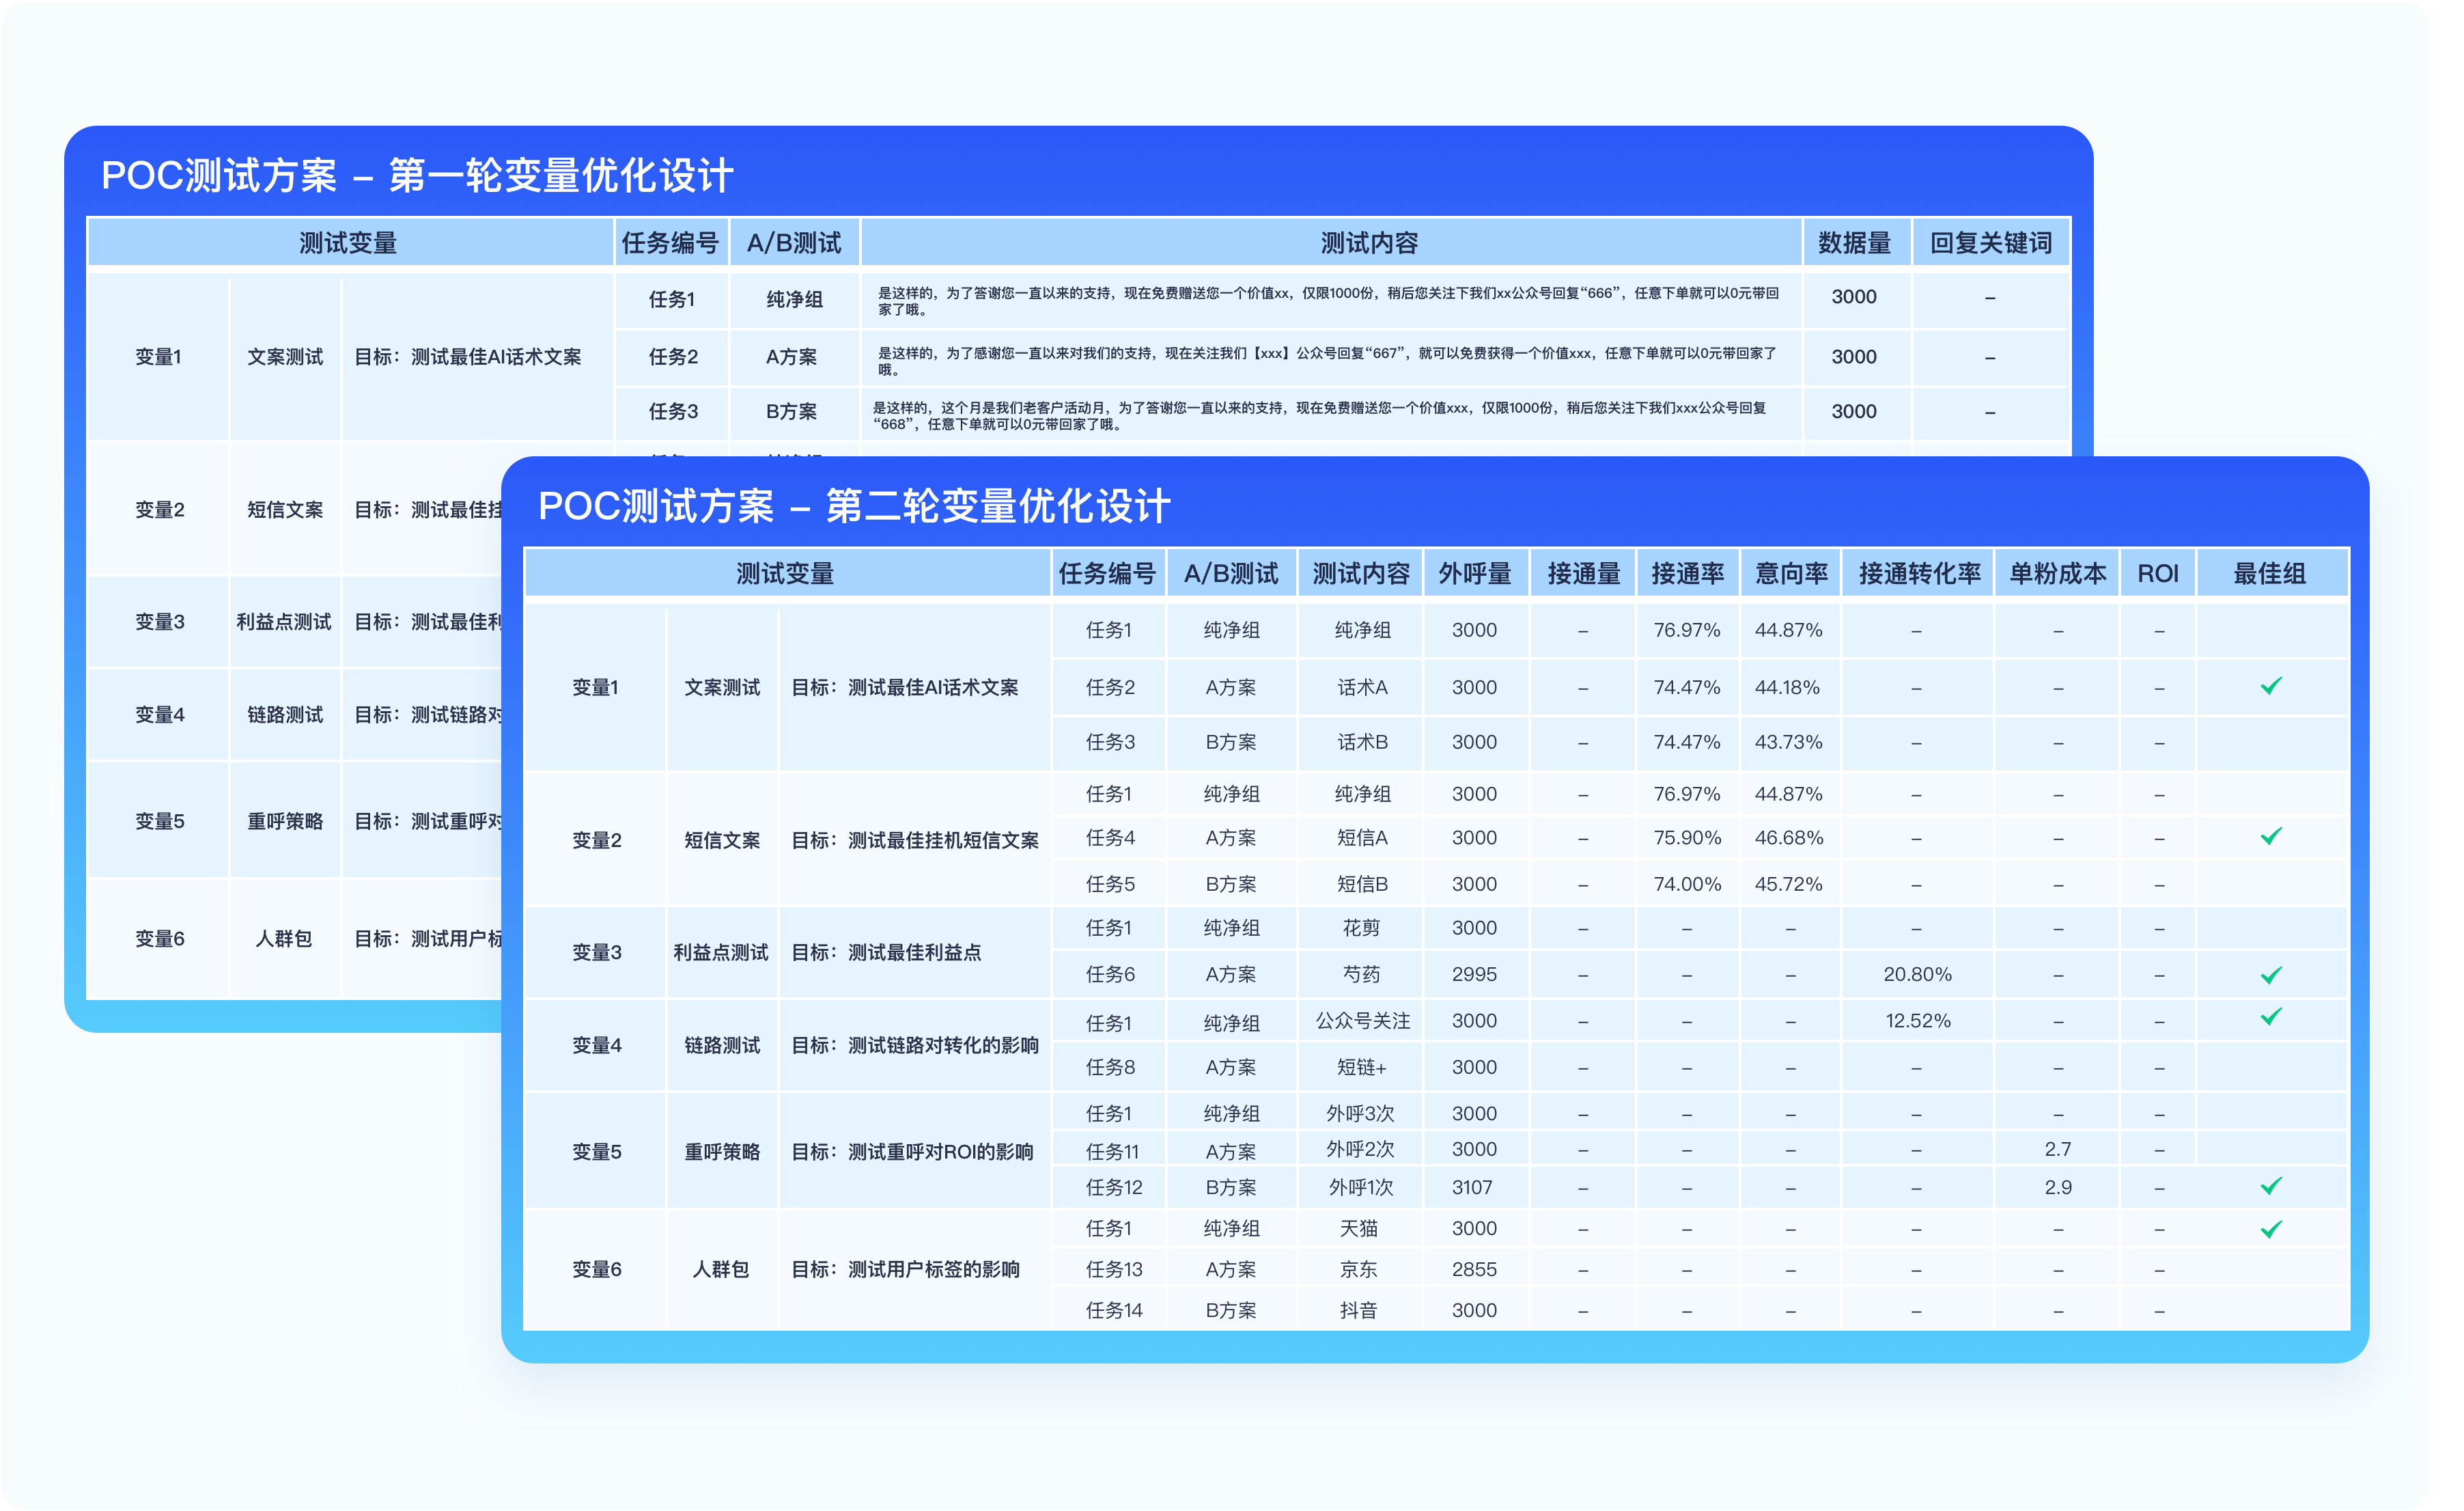 POC测试方案 – 第一轮变量优化设计
测试变量 任务编号 A/B测试 测试内容 数据量 回复关键词
变量1 文案测试 目标：测试最佳AI话术文案
任务1 纯净组 是这样的，为了答谢您一直以来的支持，现在免费赠送您一个价值xx，仅限1000份，稍后您关注下我们xx公众号回复“666”，任意下单就可以0元带回
家了哦。
3000 –
任务2 A方案 是这样的，为了感谢您一直以来对我们的支持，现在关注我们【xxx】公众号回复“667”，就可以免费获得一个价值xxx，任意下单就可以0元带回家了
哦。
3000 –
任务3 B方案 是这样的，这个月是我们老客户活动月，为了答谢您一直以来的支持，现在免费赠送您一个价值xxx，仅限1000份，稍后您关注下我们xxx公众号回复
“668”，任意下单就可以0元带回家了哦。
3000 –
变量2 短信文案 目标：测试最佳挂
变量3 利益点测试 目标：测试最佳利
变量4 链路测试 目标：测试链路对
变量5 重呼策略 目标：测试重呼对
变量6 人群包 目标：测试用户标
POC测试方案 – 第二轮变量优化设计
测试变量 任务编号 A/B测试 测试内容 外呼量 接通量 接通率 意向率 接通转化率 单粉成本 ROI 最佳组
变量1 文案测试 目标：测试最佳AI话术文案
任务1 纯净组 纯净组 3000 – 76.97% 44.87% – – –
任务2 A方案 话术A 3000 – 74.47% 44.18% – – – ✓
任务3 B方案 话术B 3000 – 74.47% 43.73% – – –
变量2 短信文案 目标：测试最佳挂机短信文案
任务1 纯净组 纯净组 3000 – 76.97% 44.87% – – –
任务4 A方案 短信A 3000 – 75.90% 46.68% – – – ✓
任务5 B方案 短信B 3000 – 74.00% 45.72% – – –
变量3 利益点测试 目标：测试最佳利益点
任务1 纯净组 花剪 3000 – – – – – –
任务6 A方案 芍药 2995 – – – 20.80% – – ✓
变量4 链路测试 目标：测试链路对转化的影响
任务1 纯净组 公众号关注 3000 – – – 12.52% – – ✓
任务8 A方案 短链+ 3000 – – – – – –
变量5 重呼策略 目标：测试重呼对ROI的影响
任务1 纯净组 外呼3次 3000 – – – – – –
任务11 A方案 外呼2次 3000 – – – – 2.7 –
任务12 B方案 外呼1次 3107 – – – – 2.9 – ✓
变量6 人群包 目标：测试用户标签的影响
任务1 纯净组 天猫 3000 – – – – – – ✓
任务13 A方案 京东 2855 – – – – – –
任务14 B方案 抖音 3000 – – – – – –